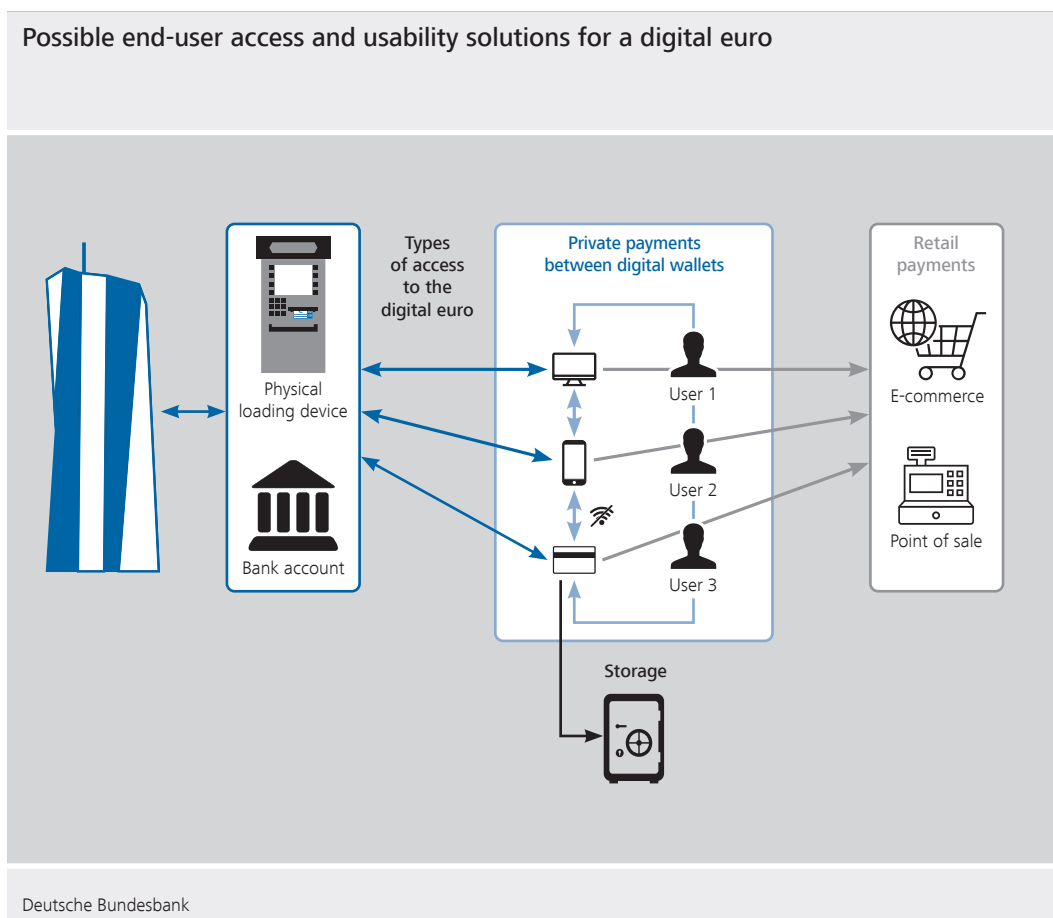 Possible end-user access and usability solutions for a digital euro
Physical
loading device
Bank account
Types
of access
to the
digital euro
Private payments
between digital wallets
User 1
User 2
User 3
Storage
Retail
payments
E-commerce
Point of sale
Deutsche Bundesbank